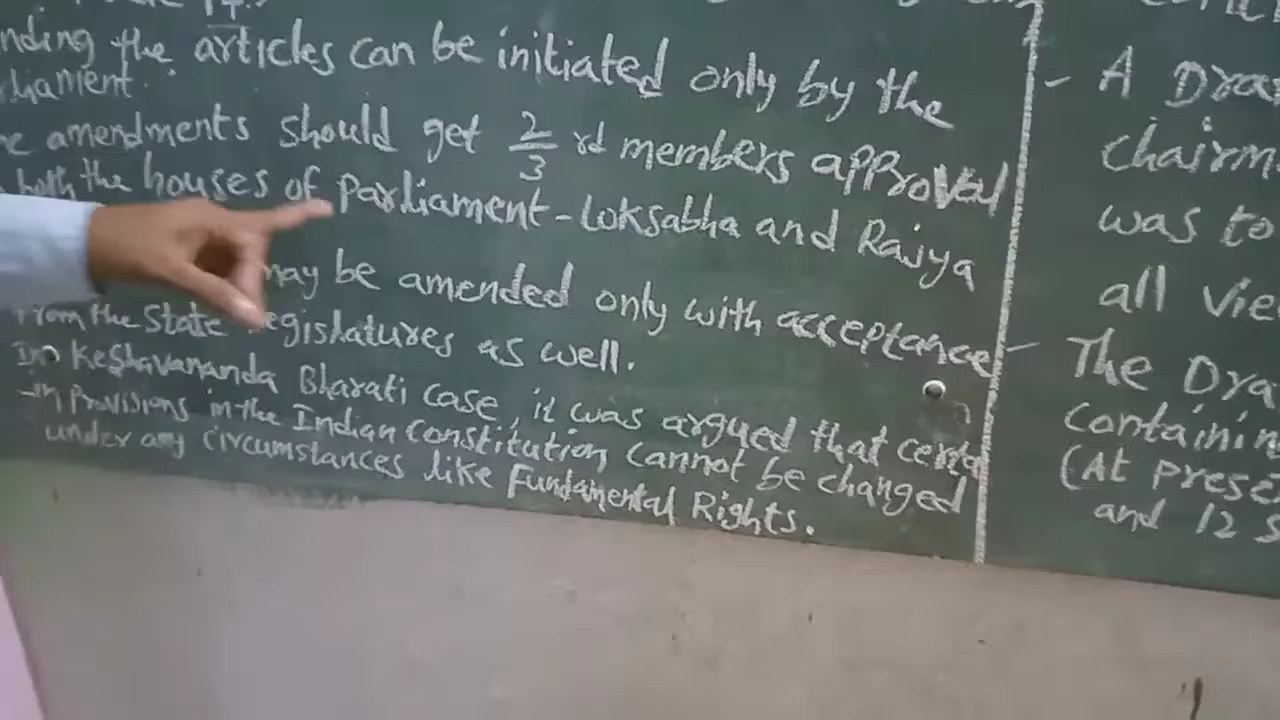 nding the articles can be initiated only by the
rliament.
e amendments should get 2/3 rd members approval
both the houses of Parliament - Loksabha and Rajya
may be amended only with acceptance
from the State Legislatures as well.
In Keshavananda Bharati case, it was argued that certa
-in Provisions in the Indian Constitution cannot be changed
under any circumstances like Fundamental Rights.
- A Dra
chairm
was to
all vie
- The Dra
containin
(At prese
and 12 S